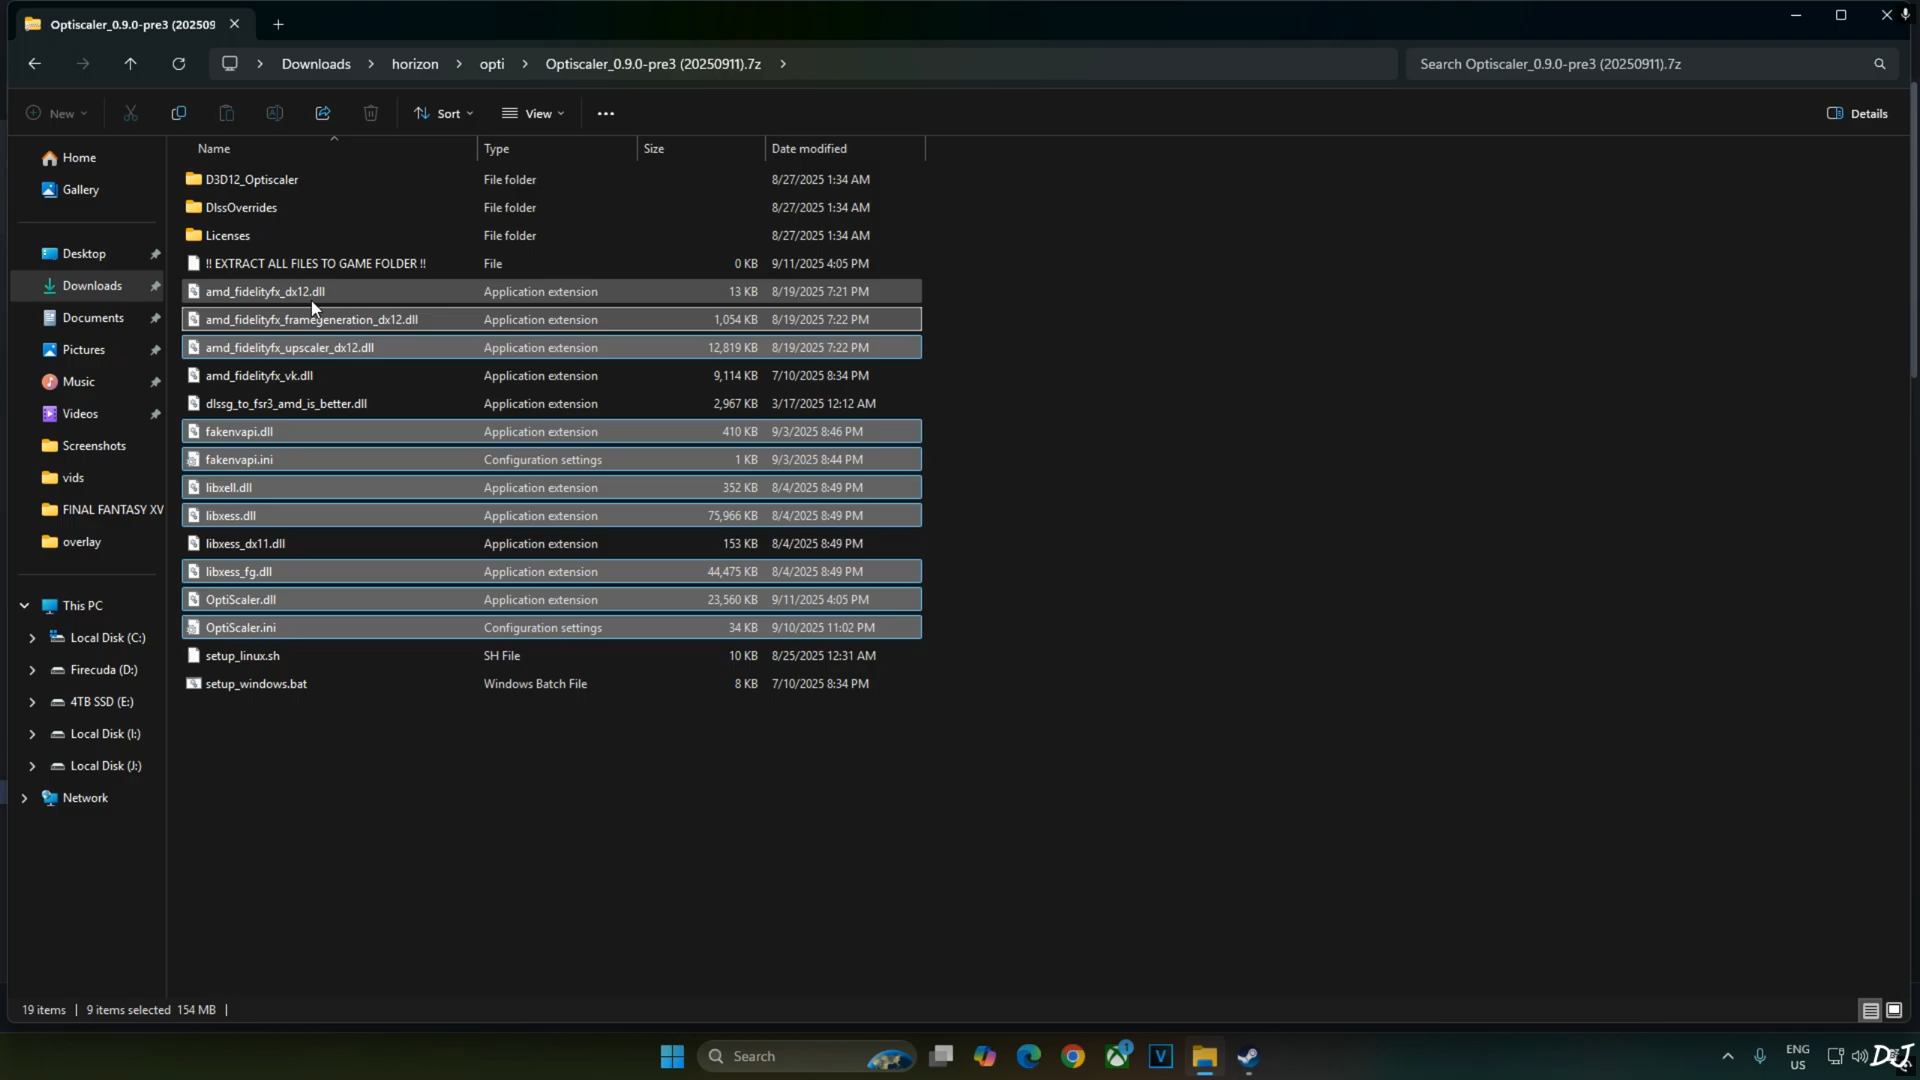 Optiscaler_0.9.0-pre3 (202509
Downloads > horizon > opti > Optiscaler_0.9.0-pre3 (20250911).7z >
Search Optiscaler_0.9.0-pre3 (20250911).7z
New Sort View Details
Name Type Size Date modified
Home
Gallery
Desktop
Downloads
Documents
Pictures
Music
Videos
Screenshots
vids
FINAL FANTASY XV
overlay
This PC
Local Disk (C:)
Firecuda (D:)
4TB SSD (E:)
Local Disk (I:)
Local Disk (J:)
Network
D3D12_Optiscaler File folder 8/27/2025 1:34 AM
DlssOverrides File folder 8/27/2025 1:34 AM
Licenses File folder 8/27/2025 1:34 AM
!! EXTRACT ALL FILES TO GAME FOLDER !! File 0 KB 9/11/2025 4:05 PM
amd_fidelityfx_dx12.dll Application extension 13 KB 8/19/2025 7:21 PM
amd_fidelityfx_framegeneration_dx12.dll Application extension 1,054 KB 8/19/2025 7:22 PM
amd_fidelityfx_upscaler_dx12.dll Application extension 12,819 KB 8/19/2025 7:22 PM
amd_fidelityfx_vk.dll Application extension 9,114 KB 7/10/2025 8:34 PM
dlssg_to_fsr3_amd_is_better.dll Application extension 2,967 KB 3/17/2025 12:12 AM
fakenvapi.dll Application extension 410 KB 9/3/2025 8:46 PM
fakenvapi.ini Configuration settings 1 KB 9/3/2025 8:44 PM
libxell.dll Application extension 352 KB 8/4/2025 8:49 PM
libxess.dll Application extension 75,966 KB 8/4/2025 8:49 PM
libxess_dx11.dll Application extension 153 KB 8/4/2025 8:49 PM
libxess_fg.dll Application extension 44,475 KB 8/4/2025 8:49 PM
OptiScaler.dll Application extension 23,560 KB 9/11/2025 4:05 PM
OptiScaler.ini Configuration settings 34 KB 9/10/2025 11:02 PM
setup_linux.sh SH File 10 KB 8/25/2025 12:31 AM
setup_windows.bat Windows Batch File 8 KB 7/10/2025 8:34 PM
19 items | 9 items selected 154 MB |
Search
1
V
ENG
US
DJ